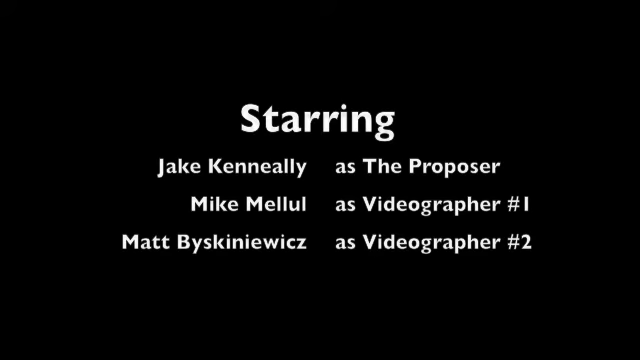 Starring
Jake Kenneally as The Proposer
Mike Mellul as Videographer #1
Matt Byskiniewicz as Videographer #2